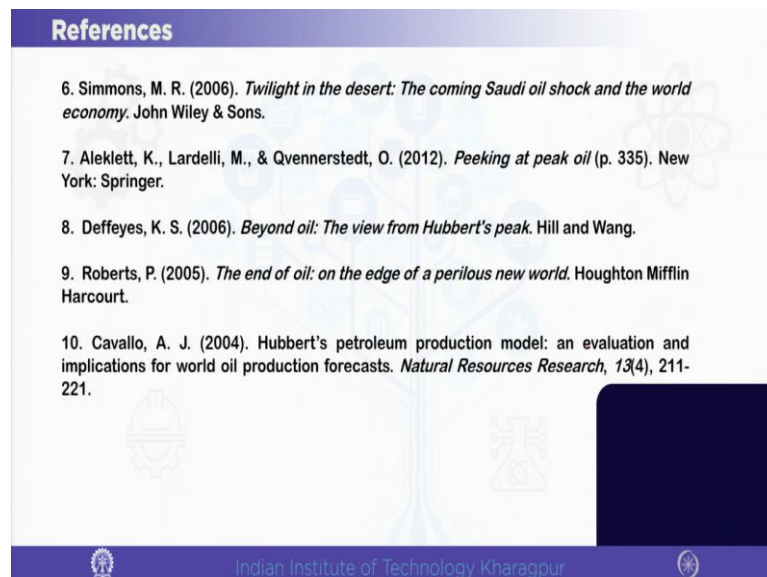 References
6. Simmons, M. R. (2006). Twilight in the desert: The coming Saudi oil shock and the world
economy. John Wiley & Sons.
7. Aleklett, K., Lardelli, M., & Qvennerstedt, O. (2012). Peeking at peak oil (p. 335). New
York: Springer.
8. Deffeyes, K. S. (2006). Beyond oil: The view from Hubbert's peak. Hill and Wang.
9. Roberts, P. (2005). The end of oil: on the edge of a perilous new world. Houghton Mifflin
Harcourt.
10. Cavallo, A. J. (2004). Hubbert's petroleum production model: an evaluation and
implications for world oil production forecasts. Natural Resources Research, 13(4), 211-
221.
Indian Institute of Technology Kharagpur